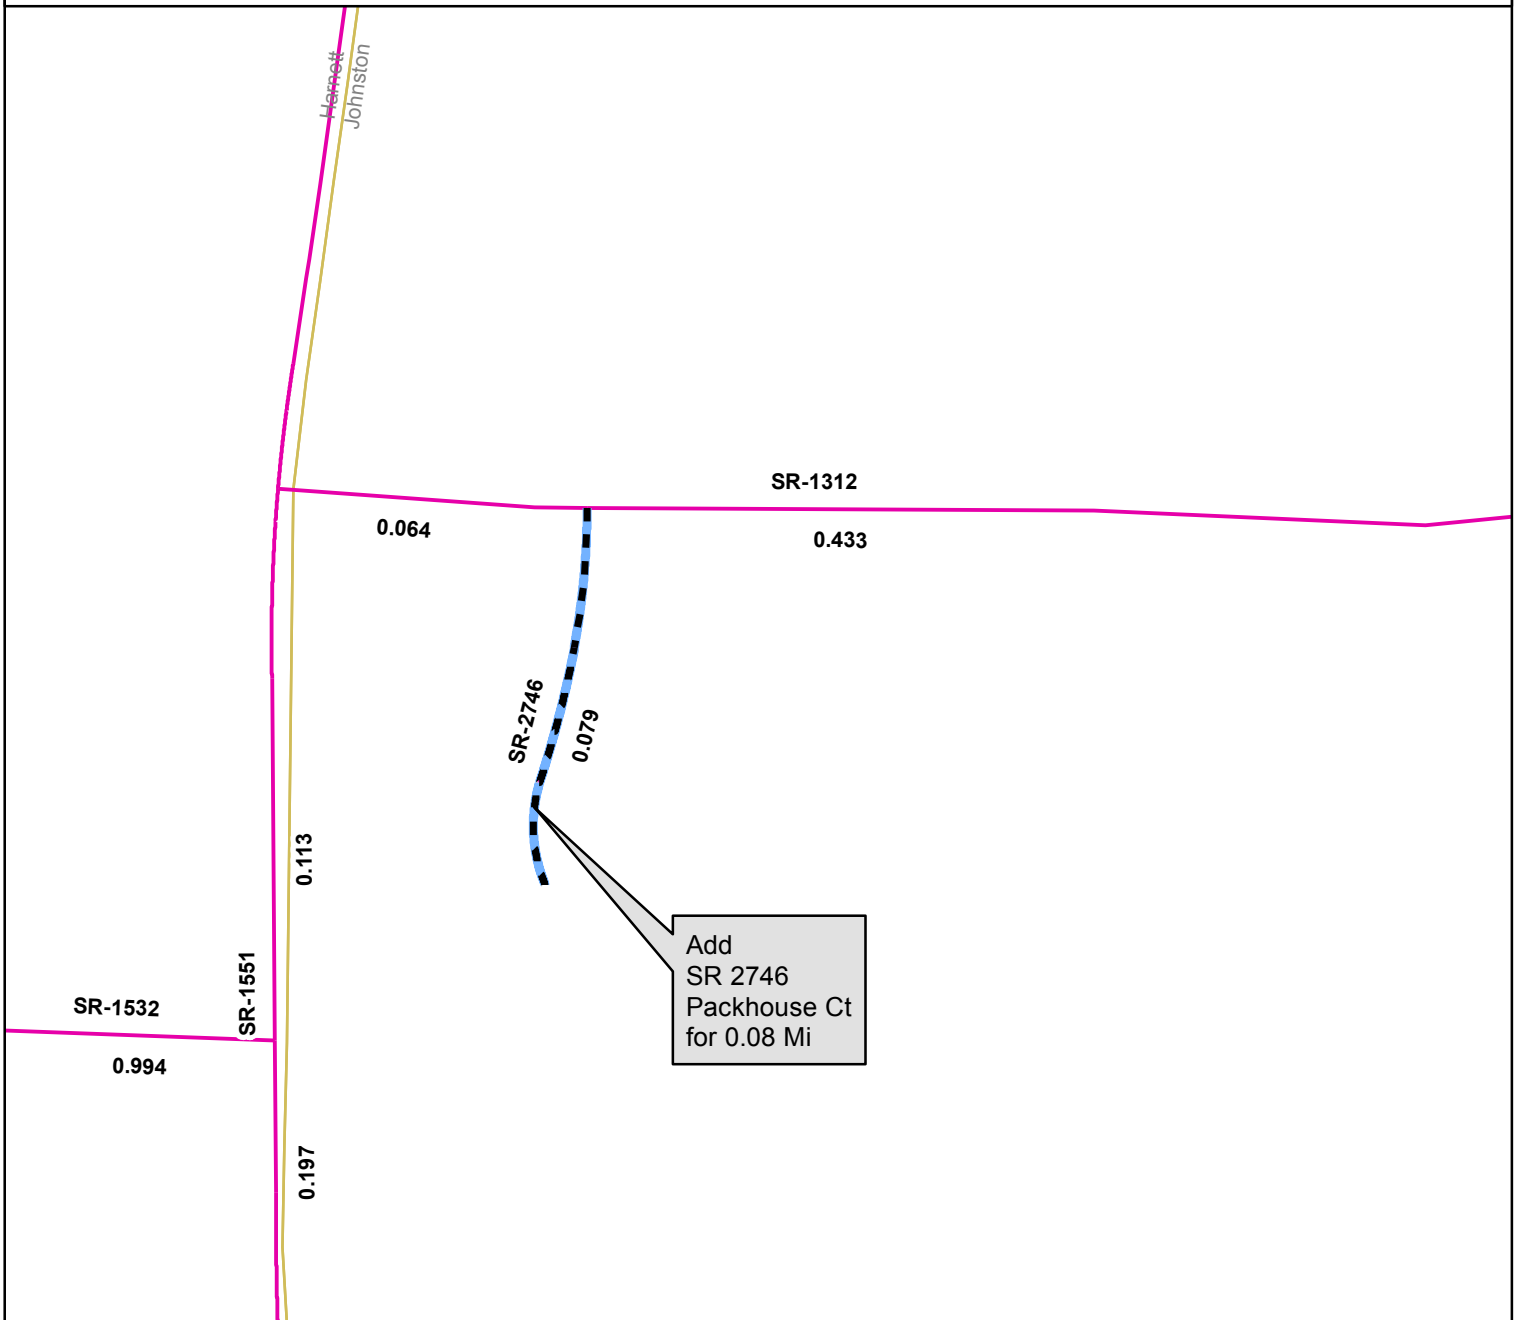 Harnett
Johnston
SR-1312
0.064
0.433
SR-2746
0.079
0.113
SR-1551
SR-1532
0.994
Add
SR 2746
Packhouse Ct
for 0.08 Mi
0.197